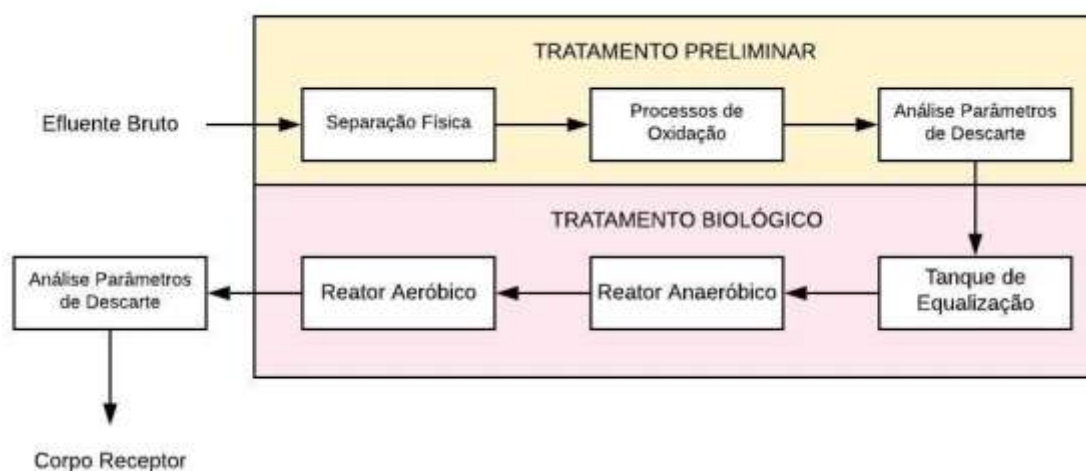 TRATAMENTO PRELIMINAR
Efluente Bruto
Separação Física
Processos de
Oxidação
Análise Parâmetros
de Descarte
TRATAMENTO BIOLÓGICO
Tanque de
Equalização
Reator Anaeróbico
Reator Aeróbico
Análise Parâmetros
de Descarte
Corpo Receptor